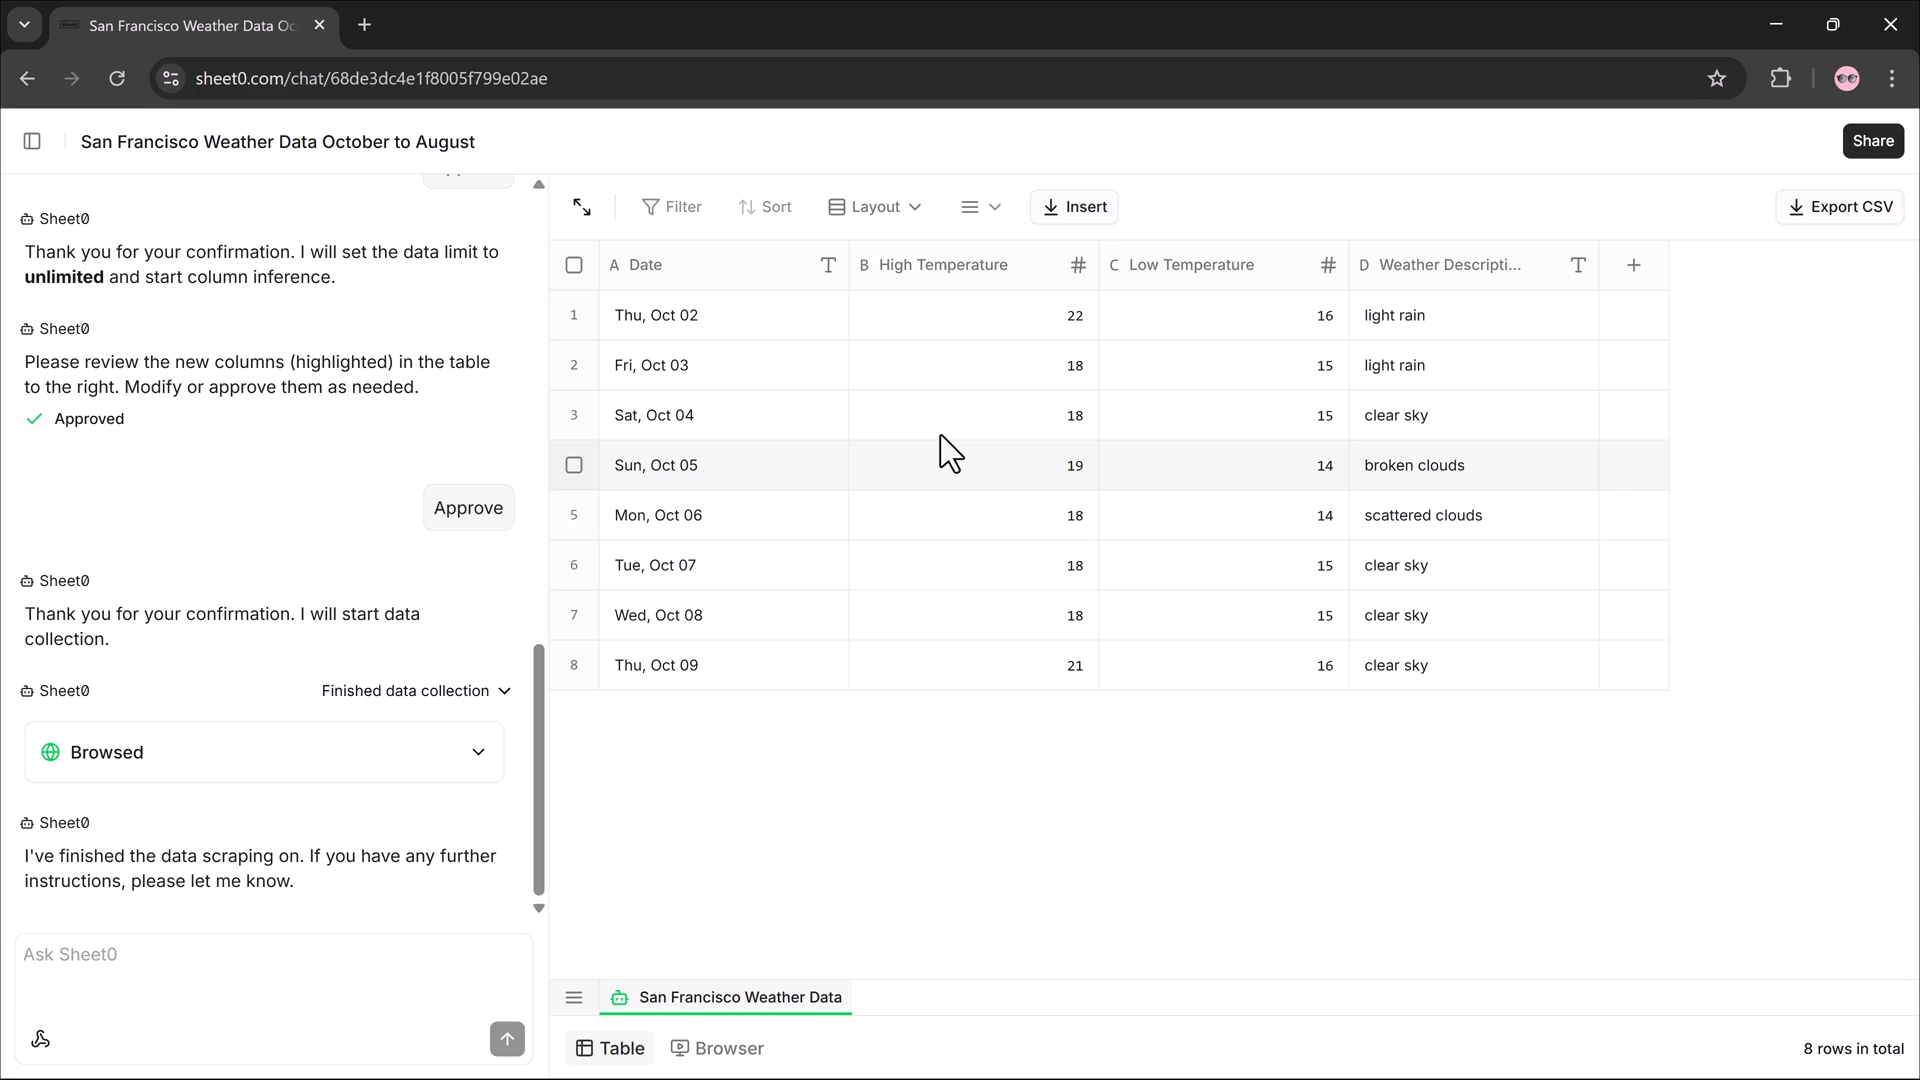 San Francisco Weather Data Oc
sheet0.com/chat/68de3dc4e1f8005f799e02ae
San Francisco Weather Data October to August
Share
Sheet0
Thank you for your confirmation. I will set the data limit to
unlimited and start column inference.
Sheet0
Please review the new columns (highlighted) in the table
to the right. Modify or approve them as needed.
Approved
Approve
Sheet0
Thank you for your confirmation. I will start data
collection.
Sheet0 Finished data collection
Browsed
Sheet0
I've finished the data scraping on. If you have any further
instructions, please let me know.
Ask Sheet0
Filter Sort Layout Insert Export CSV
A Date B High Temperature # C Low Temperature # D Weather Descripti...
1 Thu, Oct 02 22 16 light rain
2 Fri, Oct 03 18 15 light rain
3 Sat, Oct 04 18 15 clear sky
Sun, Oct 05 19 14 broken clouds
5 Mon, Oct 06 18 14 scattered clouds
6 Tue, Oct 07 18 15 clear sky
7 Wed, Oct 08 18 15 clear sky
8 Thu, Oct 09 21 16 clear sky
San Francisco Weather Data
Table Browser 8 rows in total